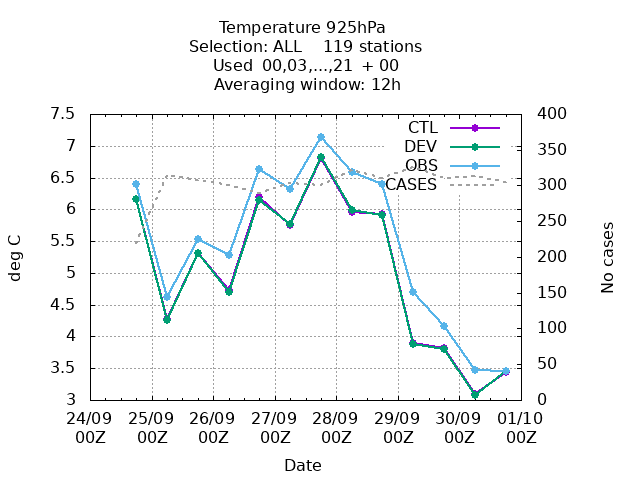 Temperature 925hPa
Selection: ALL 119 stations
Used 00,03,...,21 + 00
Averaging window: 12h
7.5
7
6.5
6
5.5
5
4.5
4
3.5
3
400
350
300
250
200
150
100
50
0
CTL
DEV
OBS
CASES
deg C
No cases
24/09 25/09 26/09 27/09 28/09 29/09 30/09 01/10
00Z 00Z 00Z 00Z 00Z 00Z 00Z 00Z
Date